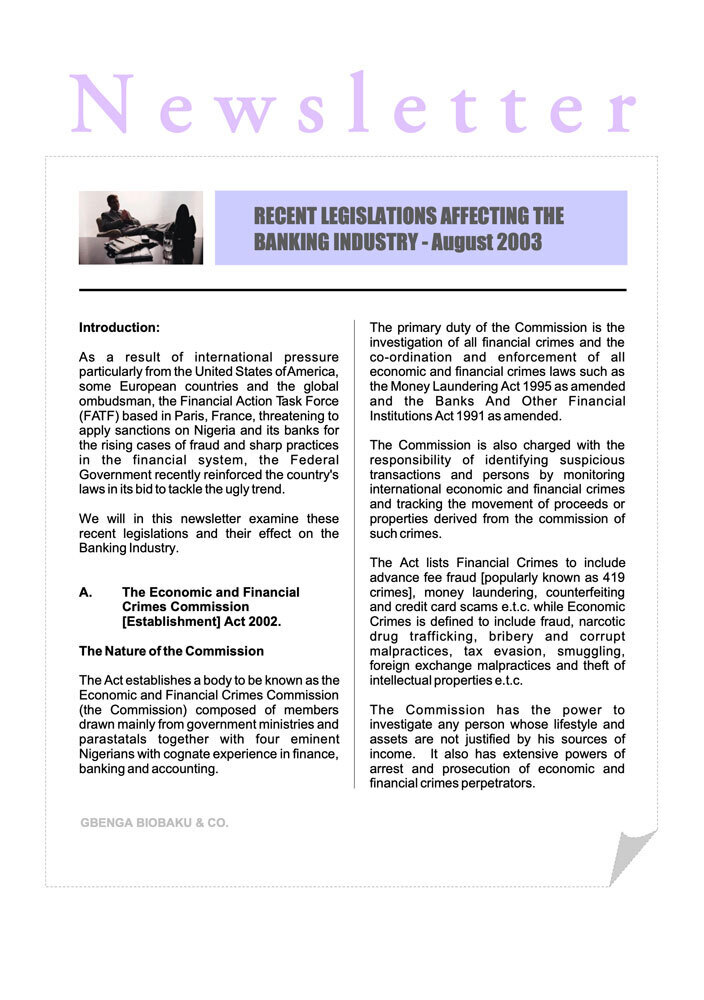 Newsletter
RECENT LEGISLATIONS AFFECTING THE
BANKING INDUSTRY - August 2003
Introduction:
As a result of international pressure
particularly from the United States of America,
some European countries and the global
ombudsman, the Financial Action Task Force
(FATF) based in Paris, France, threatening to
apply sanctions on Nigeria and its banks for
the rising cases of fraud and sharp practices
in the financial system, the Federal
Government recently reinforced the country's
laws in its bid to tackle the ugly trend.
We will in this newsletter examine these
recent legislations and their effect on the
Banking Industry.
A. The Economic and Financial
Crimes Commission
[Establishment] Act 2002.
The Nature of the Commission
The Act establishes a body to be known as the
Economic and Financial Crimes Commission
(the Commission) composed of members
drawn mainly from government ministries and
parastatals together with four eminent
Nigerians with cognate experience in finance,
banking and accounting.
The primary duty of the Commission is the
investigation of all financial crimes and the
co-ordination and enforcement of all
economic and financial crimes laws such as
the Money Laundering Act 1995 as amended
and the Banks And Other Financial
Institutions Act 1991 as amended.
The Commission is also charged with the
responsibility of identifying suspicious
transactions and persons by monitoring
international economic and financial crimes
and tracking the movement of proceeds or
properties derived from the commission of
such crimes.
The Act lists Financial Crimes to include
advance fee fraud [popularly known as 419
crimes], money laundering, counterfeiting
and credit card scams e.t.c. while Economic
Crimes is defined to include fraud, narcotic
drug trafficking, bribery and corrupt
malpractices, tax evasion, smuggling,
foreign exchange malpractices and theft of
intellectual properties e.t.c.
The Commission has the power to
investigate any person whose lifestyle and
assets are not justified by his sources of
income. It also has extensive powers of
arrest and prosecution of economic and
financial crimes perpetrators.
GBENGA BIOBAKU & CO.